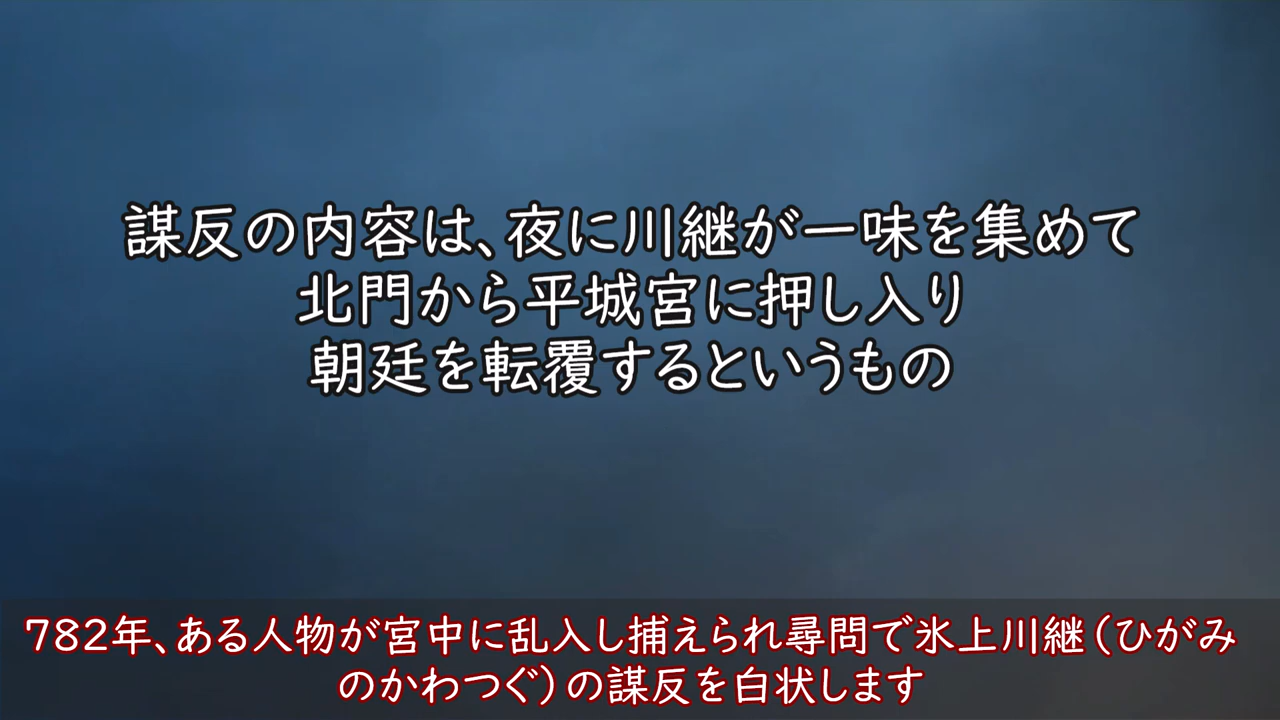 謀反の内容は、夜に川継が一味を集めて
北門から平城宮に押し入り
朝廷を転覆するというもの
782年、ある人物が宮中に乱入し捕えられ尋問で氷上川継（ひがみ
のかわつぐ）の謀反を白状します